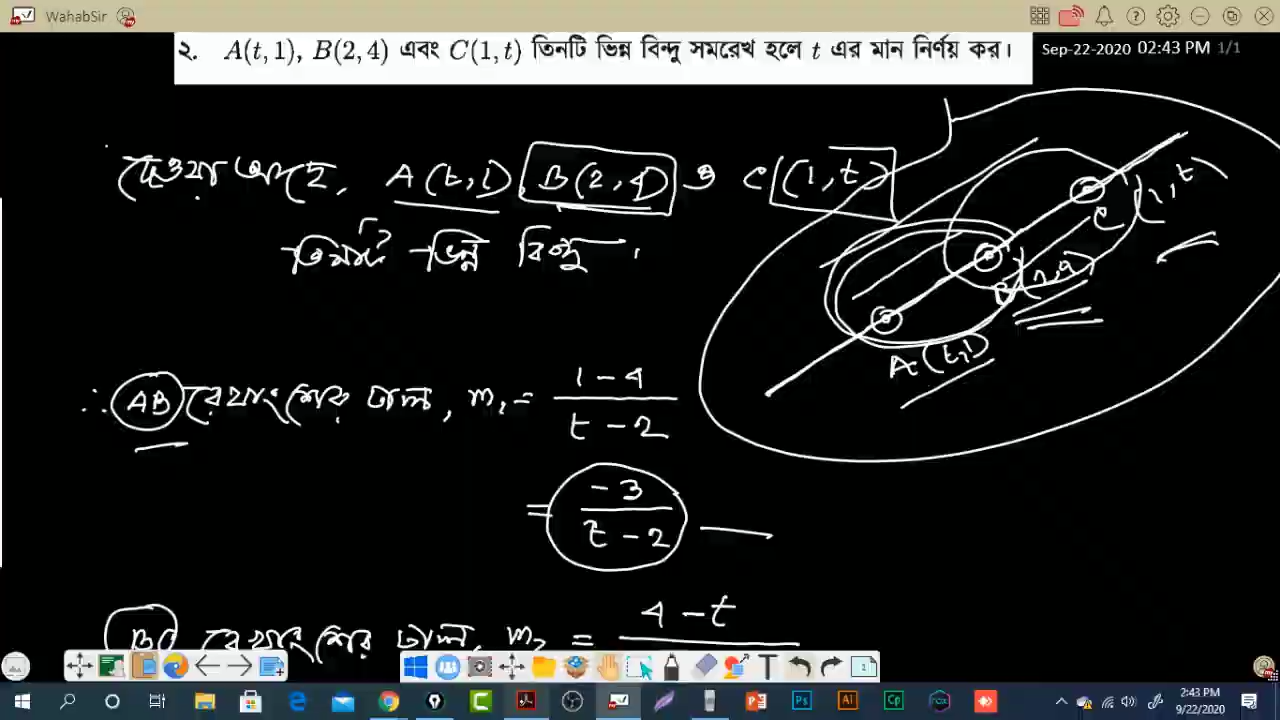 WahabSir
২. A(t, 1), B(2, 4) এবং C(1, t) তিনটি ভিন্ন বিন্দু সমরেখ হলে t এর মান নির্ণয় কর।
Sep-22-2020 02:43 PM 1/1
দেওয়া আছে, A(t,1) B(2,4) ও C(1,t)
তিনটি ভিন্ন বিন্দু।
C(1,t)
B(2,4)
A(t,1)
∴ AB রেখাংশের ঢাল, m₁ = 1-4
t-2
= -3
t-2
BC রেখাংশের ঢাল, m₂ = 4-t
2:43 PM
9/22/2020